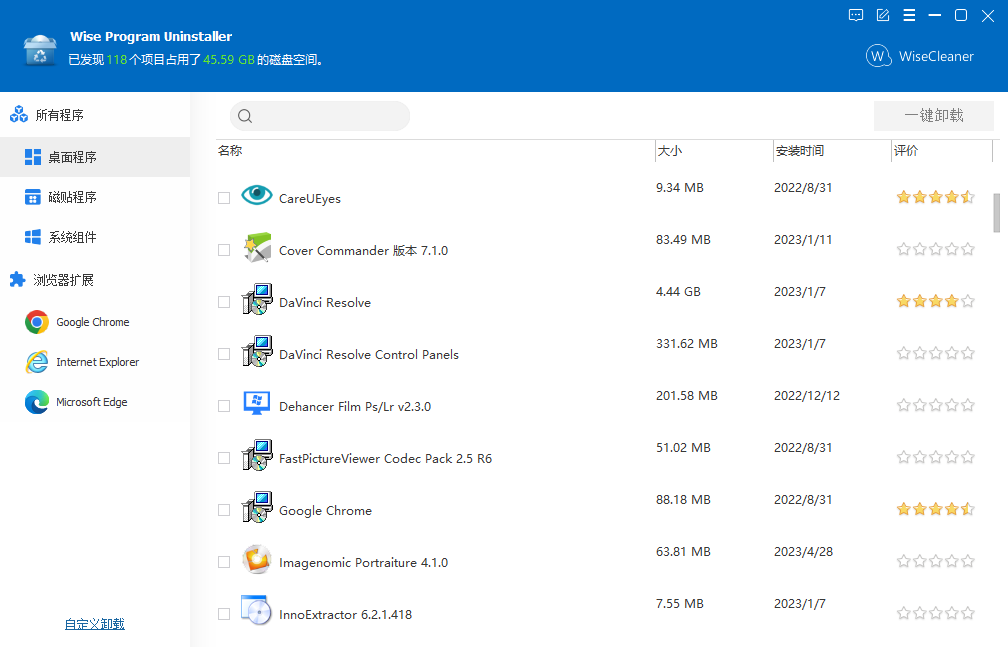 Wise Program Uninstaller
已发现 118 个项目占用了 45.59 GB 的磁盘空间。
W WiseCleaner
所有程序
桌面程序
磁贴程序
系统组件
浏览器扩展
Google Chrome
Internet Explorer
Microsoft Edge
自定义卸载
一键卸载
名称 大小 安装时间 评价
CareUEyes 9.34 MB 2022/8/31
Cover Commander 版本 7.1.0 83.49 MB 2023/1/11
DaVinci Resolve 4.44 GB 2023/1/7
DaVinci Resolve Control Panels 331.62 MB 2023/1/7
Dehancer Film Ps/Lr v2.3.0 201.58 MB 2022/12/12
FastPictureViewer Codec Pack 2.5 R6 51.02 MB 2022/8/31
Google Chrome 88.18 MB 2022/8/31
Imagenomic Portraiture 4.1.0 63.81 MB 2023/4/28
InnoExtractor 6.2.1.418 7.55 MB 2023/1/7